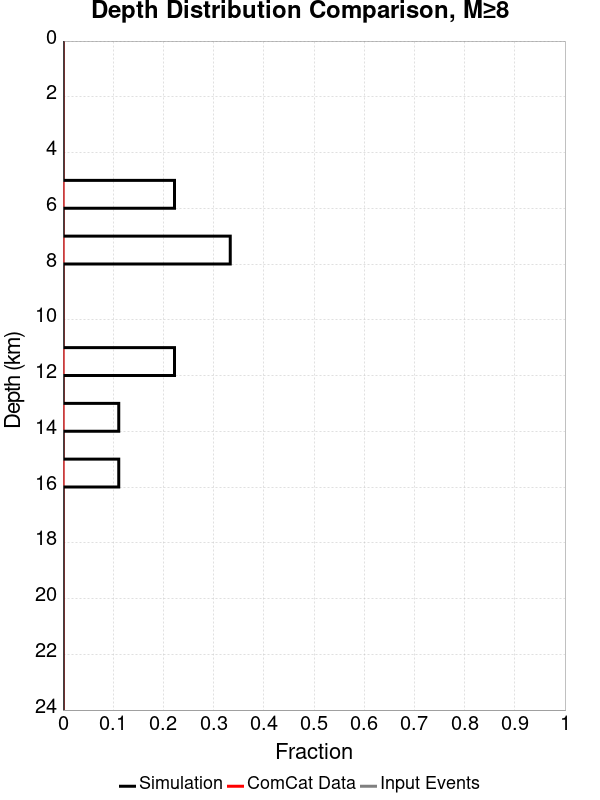 Depth Distribution Comparison, M≥8
0
2
4
6
8
10
12
14
16
18
20
22
24
Depth (km)
0 0.1 0.2 0.3 0.4 0.5 0.6 0.7 0.8 0.9 1
Fraction
Simulation ComCat Data Input Events